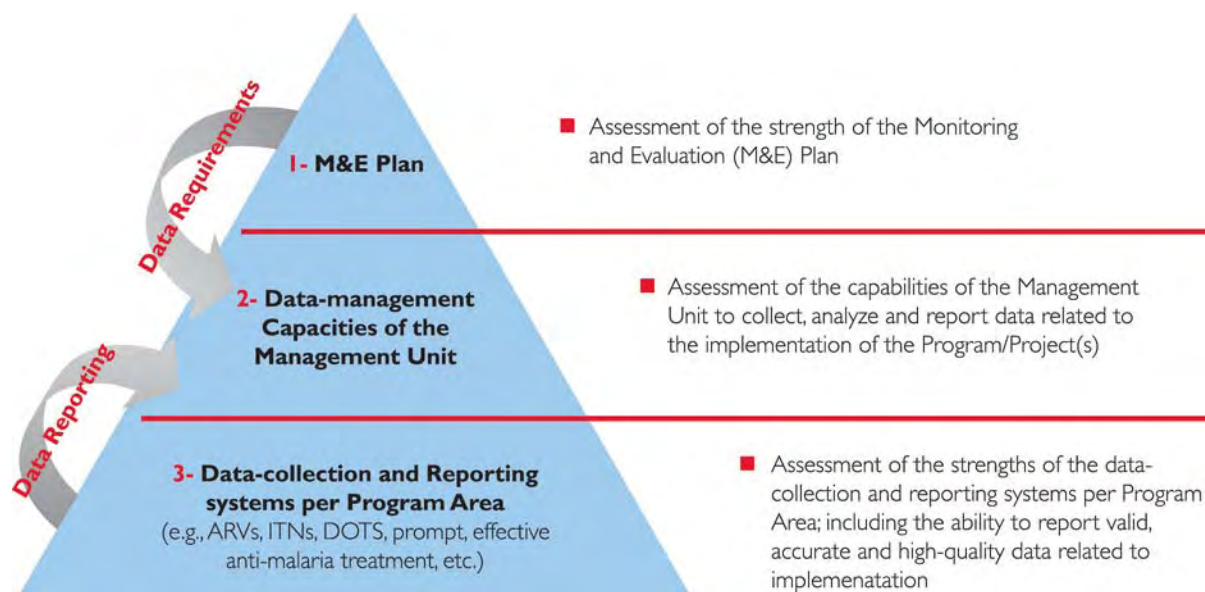 Data Requirements
1- M&E Plan
■ Assessment of the strength of the Monitoring
and Evaluation (M&E) Plan
2- Data-management
Capacities of the
Management Unit
■ Assessment of the capabilities of the Management
Unit to collect, analyze and report data related to
the implementation of the Program/Project(s)
Data Reporting
3- Data-collection and Reporting
systems per Program Area
(e.g., ARVs, ITNs, DOTS, prompt, effective
anti-malaria treatment, etc.)
■ Assessment of the strengths of the data-
collection and reporting systems per Program
Area; including the ability to report valid,
accurate and high-quality data related to
implemenatation